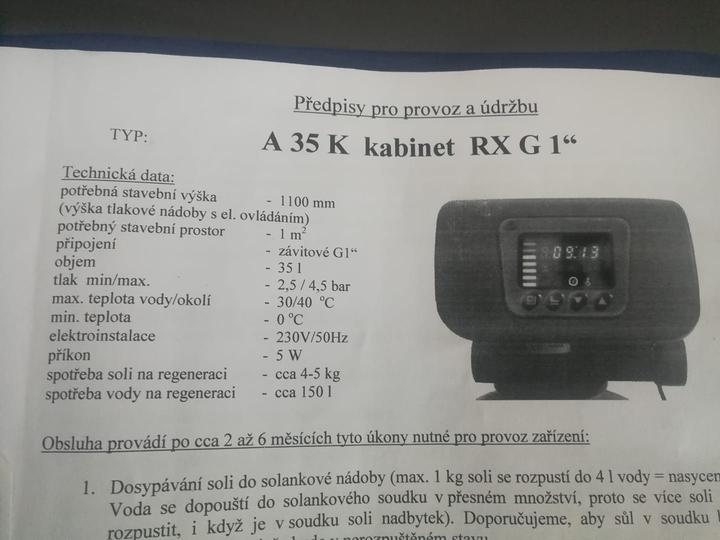 Předpisy pro provoz a údržbu
TYP: A 35 K kabinet RX G 1“
Technická data:
potřebná stavební výška - 1100 mm
(výška tlakové nádoby s el. ovládáním)
potřebný stavební prostor - 1 m²
připojení - závitové G1“
objem - 35 l
tlak min/max. - 2,5 / 4,5 bar
max. teplota vody/okolí - 30/40 °C
min. teplota - 0 °C
elektroinstalace - 230V/50Hz
příkon - 5 W
spotřeba soli na regeneraci - cca 4-5 kg
spotřeba vody na regeneraci - cca 150 l
09:13
Obsluha provádí po cca 2 až 6 měsících tyto úkony nutné pro provoz zařízení:
1. Dosypávání soli do solankové nádoby (max. 1 kg soli se rozpustí do 4 l vody = nasycen
Voda se dopouští do solankového soudku v přesném množství, proto se více soli
rozpustit, i když je v soudku soli nadbytek). Doporučujeme, aby sůl v soudku
v nerozpuštěném stavu